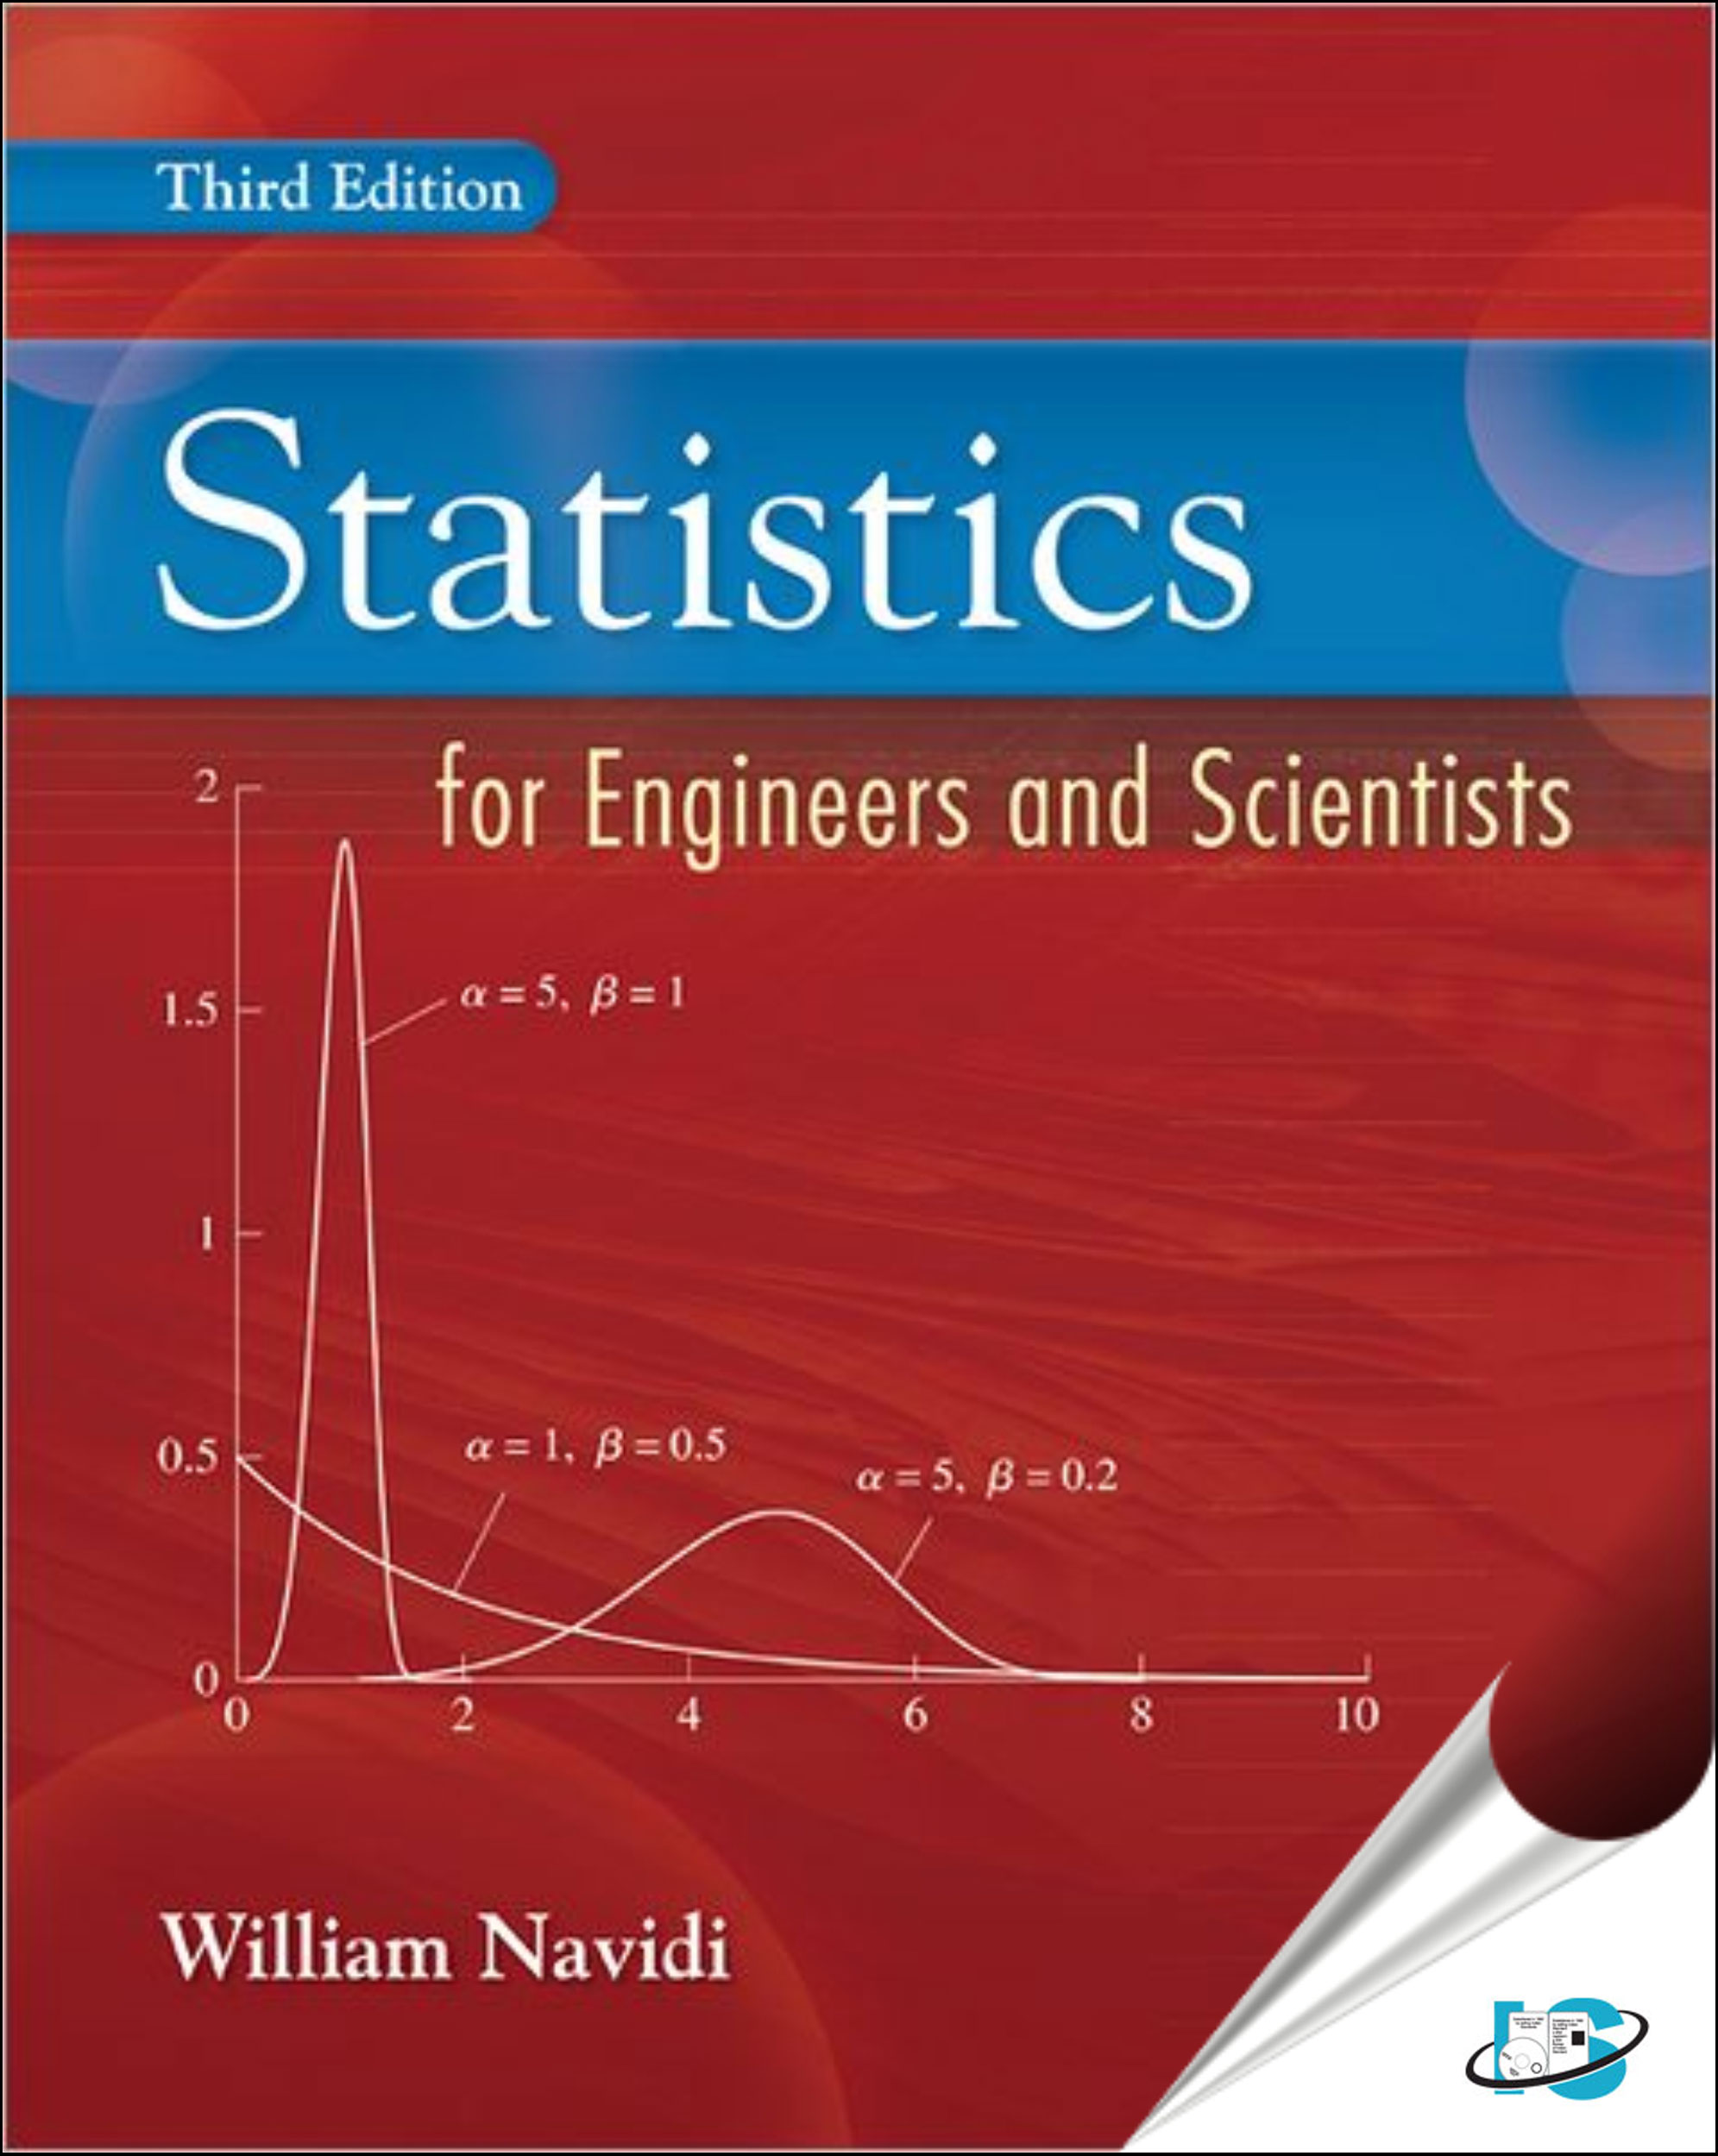 Third Edition
Statistics
for Engineers and Scientists
2
1.5
α = 5, β = 1
1
0.5
α = 1, β = 0.5
α = 5, β = 0.2
0
0 2 4 6 8 10
William Navidi